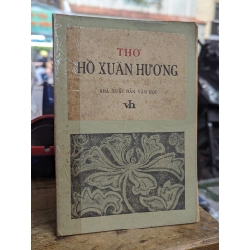 THƠ
HỒ XUÂN HƯƠNG
NHÀ XUẤT BẢN VĂN HỌC
vh